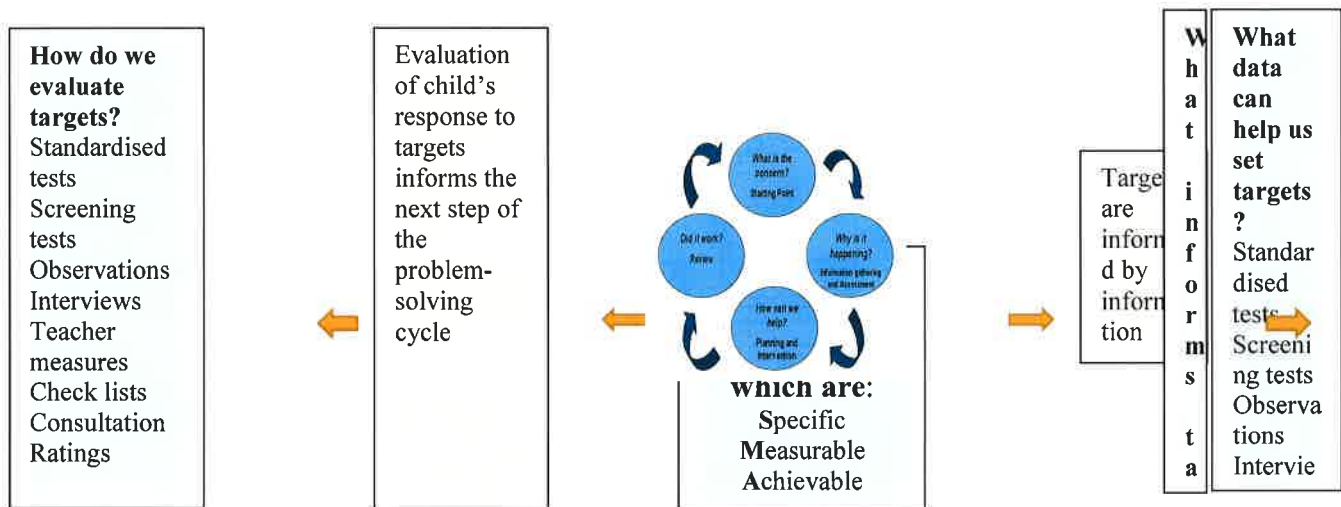 How do we
evaluate
targets?
Standardised
tests
Screening
tests
Observations
Interviews
Teacher
measures
Check lists
Consultation
Ratings
Evaluation
of child's
response to
targets
informs the
next step of
the
problem-
solving
cycle
What is the
concern?
Starting Point
Why is it
happening?
Information gathering
and Assessment
How can we
help?
Planning and
Intervention
Did it work?
Review
which are:
Specific
Measurable
Achievable
Targe
are
inform
d by
inform
tion
W
h
a
t
i
n
f
o
r
m
s
t
a
What
data
can
help us
set
targets
?
Standar
dised
tests
Screeni
ng tests
Observa
tions
Intervie